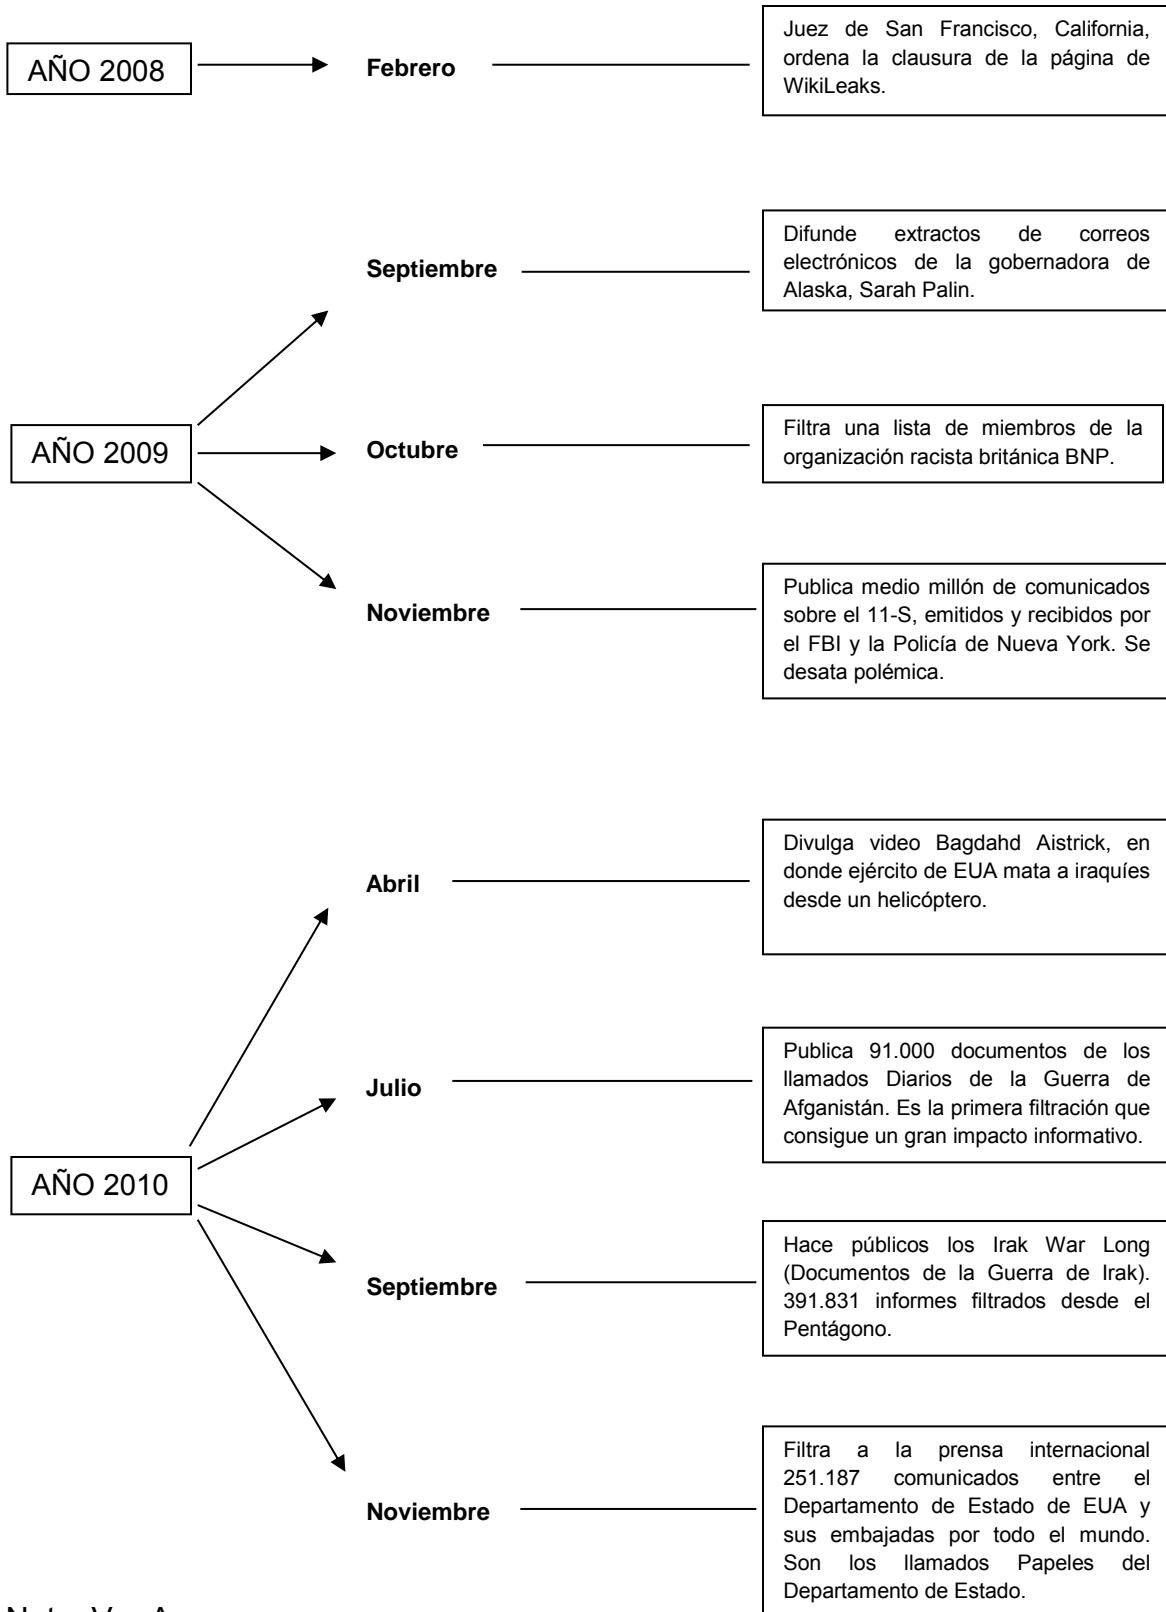 AÑO 2008
Febrero
Juez de San Francisco, California,
ordena la clausura de la página de
WikiLeaks.
Septiembre
Difunde extractos de correos
electrónicos de la gobernadora de
Alaska, Sarah Palin.
AÑO 2009
Octubre
Filtra una lista de miembros de la
organización racista británica BNP.
Noviembre
Publica medio millón de comunicados
sobre el 11-S, emitidos y recibidos por
el FBI y la Policía de Nueva York. Se
desata polémica.
Abril
Divulga video Bagdahd Aistrick, en
donde ejército de EUA mata a iraquíes
desde un helicóptero.
Julio
Publica 91.000 documentos de los
llamados Diarios de la Guerra de
Afganistán. Es la primera filtración que
consigue un gran impacto informativo.
AÑO 2010
Septiembre
Hace públicos los Irak War Long
(Documentos de la Guerra de Irak).
391.831 informes filtrados desde el
Pentágono.
Noviembre
Filtra a la prensa internacional
251.187 comunicados entre el
Departamento de Estado de EUA y
sus embajadas por todo el mundo.
Son los llamados Papeles del
Departamento de Estado.